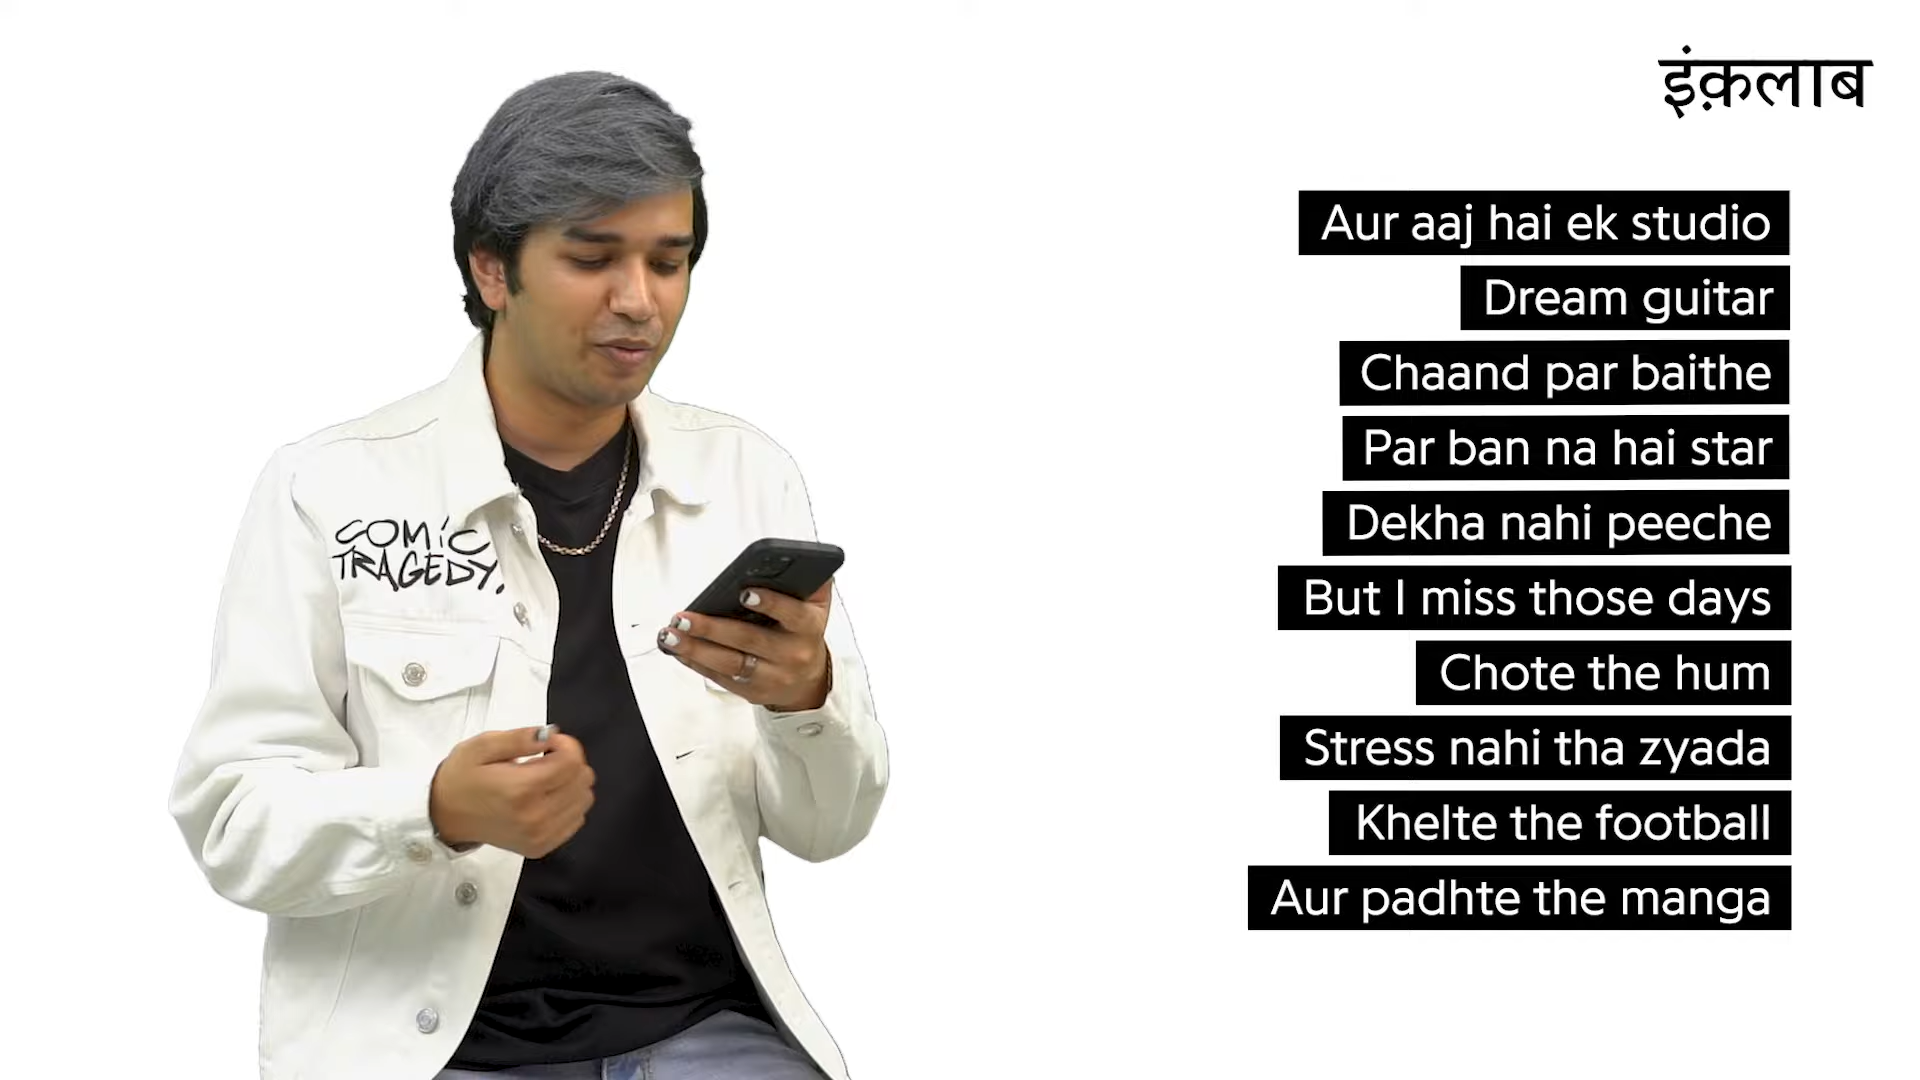 इंक़लाब
Aur aaj hai ek studio
Dream guitar
Chaand par baithe
Par ban na hai star
Dekha nahi peeche
But I miss those days
Chote the hum
Stress nahi tha zyada
Khelte the football
Aur padhte the manga
COMiC
TRAGEDY.